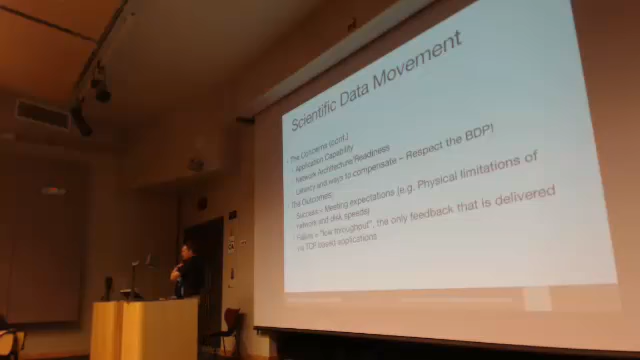 Scientific Data Movement
The Concerns (cont.)
Application Capability
Network Architecture/Readiness
Latency and ways to compensate – Respect the BDP!
The Outcomes:
Success = Meeting expectations (e.g. Physical limitations of
network and disk speeds)
Failure = "low throughput", the only feedback that is delivered
via TCP based applications